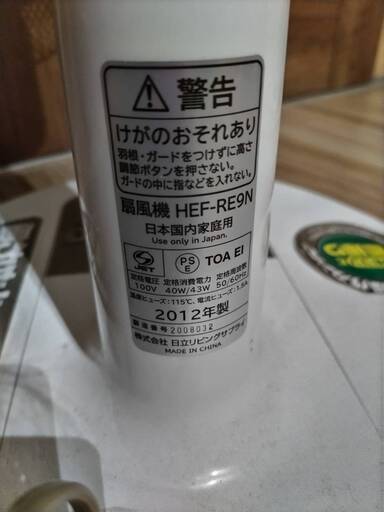 警告
けがのおそれあり
羽根・ガードをつけずに高さ
調節ボタンを押さない。
ガードの中に指などを入れない。
扇風機 HEF-RE9N
日本国内家庭用
Use only in Japan.
S JET PS E TOA EI
定格電圧 定格消費電力 定格周波数
100V 40W/43W 50/60Hz
温度ヒューズ:115℃、電流ヒューズ:1.5A
2012年製
製造番号 2008032
株式会社 日立リビングサプライ
MADE IN CHINA